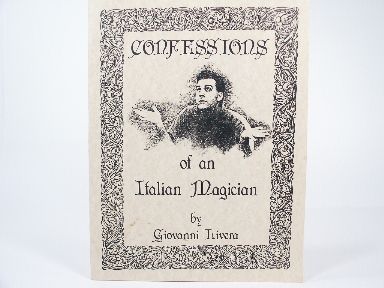 CONFESSIONS
of an
Italian Magician
by
Giovanni Livera